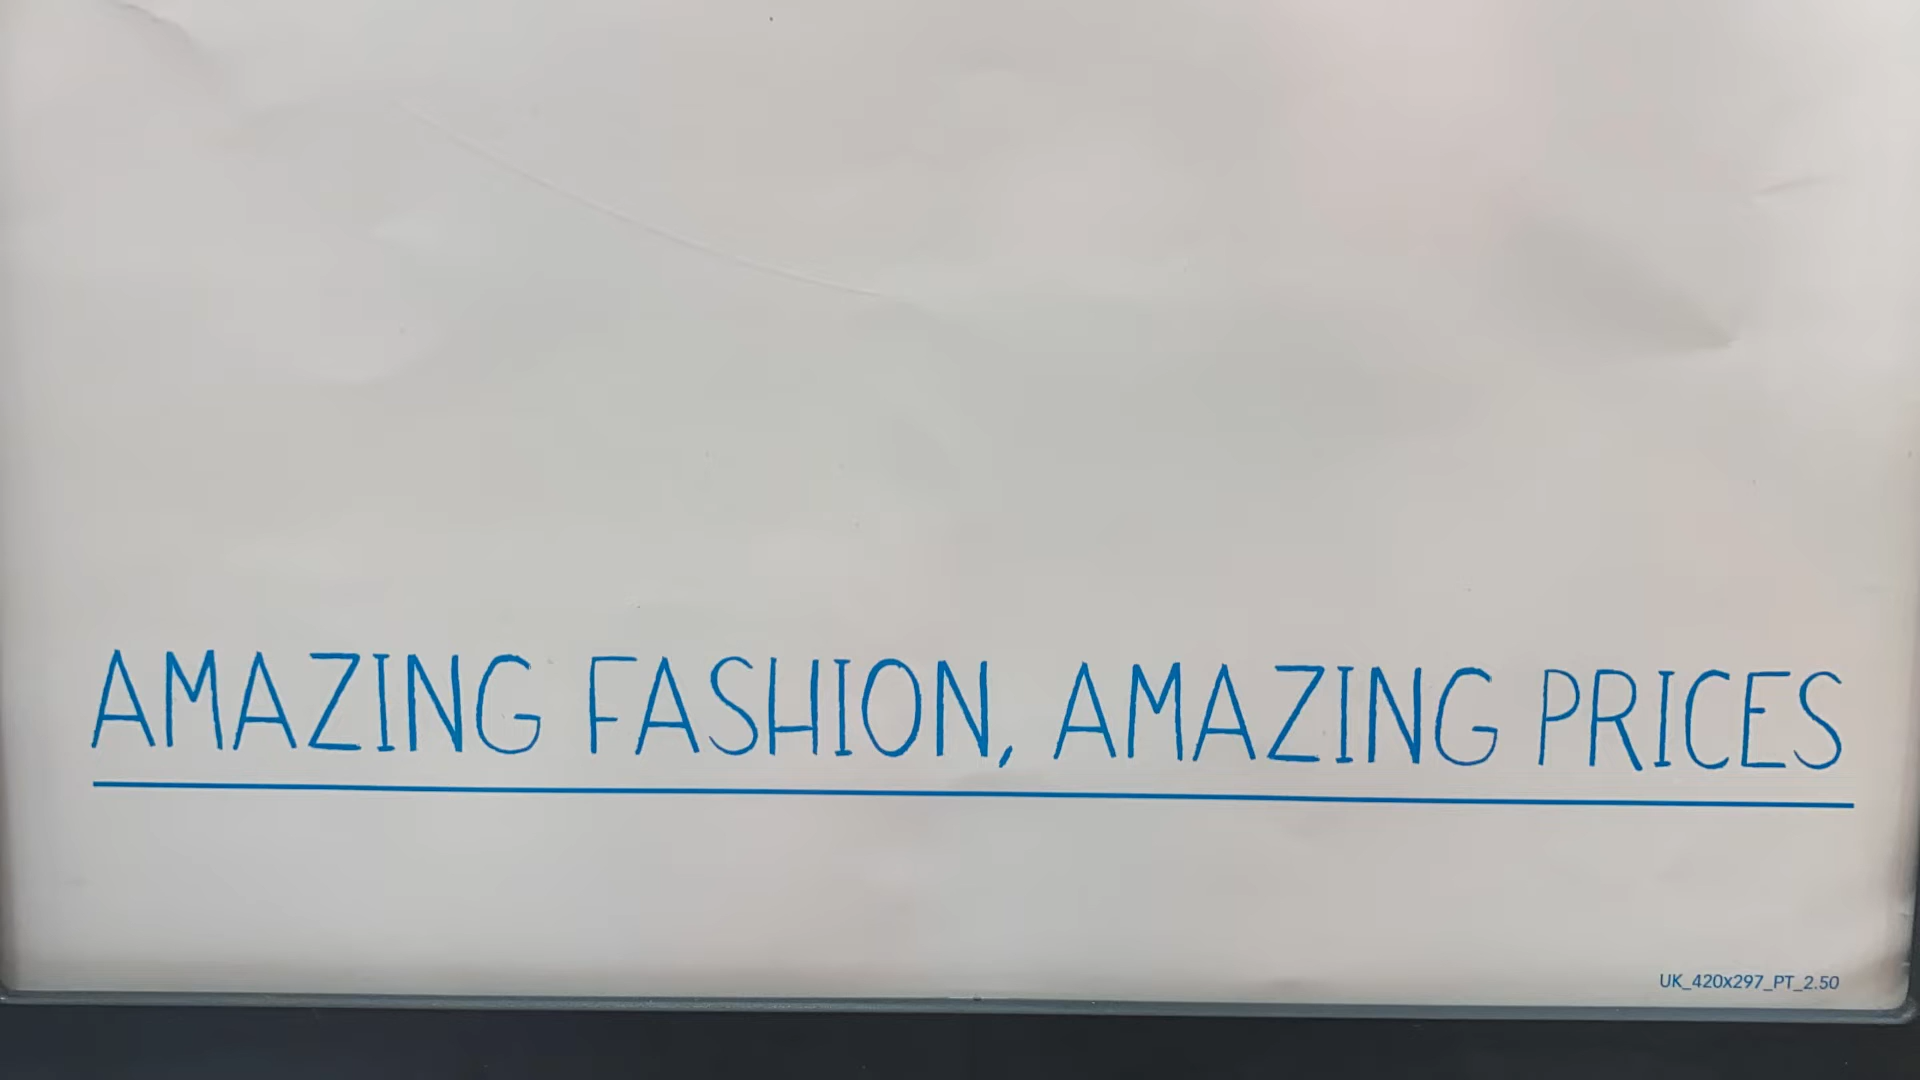 AMAZING FASHION, AMAZING PRICES
UK_420x297_PT_2.50